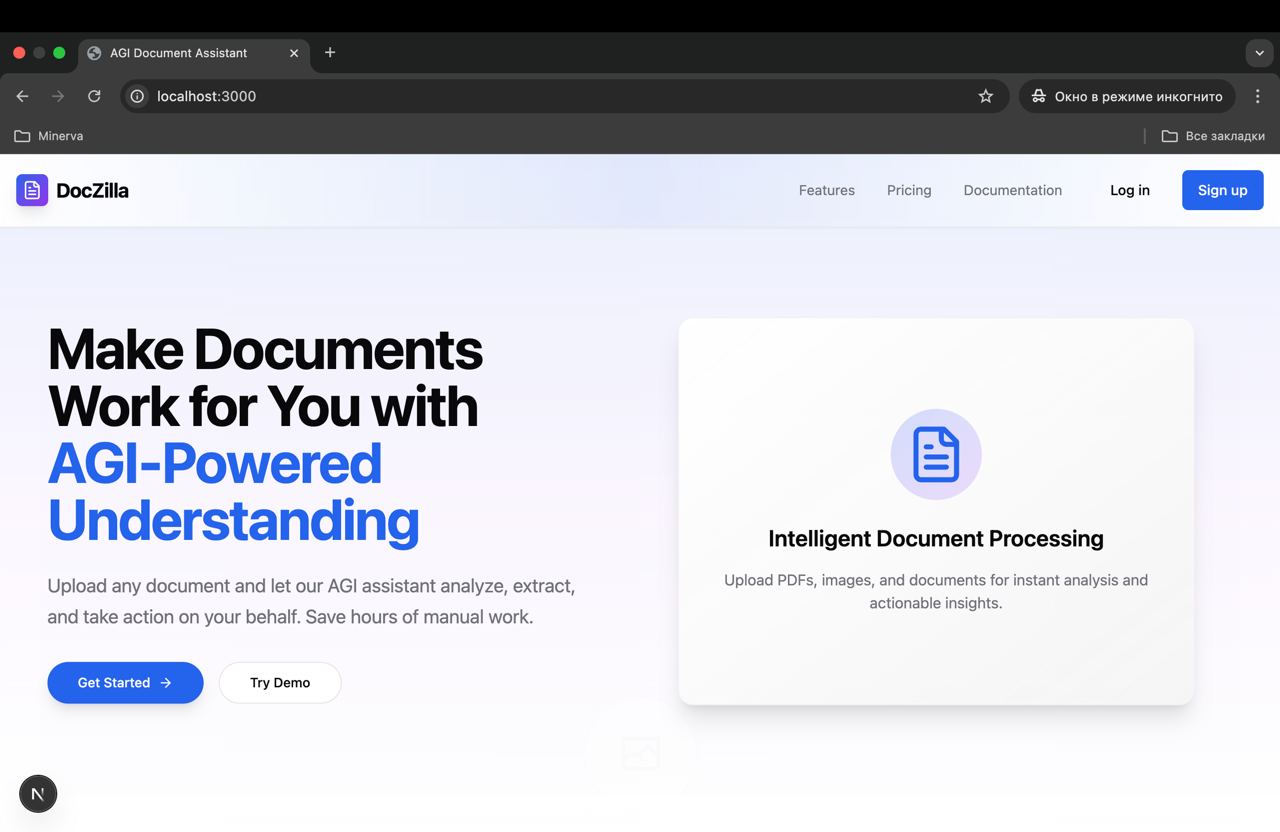 AGI Document Assistant
localhost:3000
Окно в режиме инкогнито
Minerva
Все закладки
DocZilla
Features
Pricing
Documentation
Log in
Sign up
Make Documents
Work for You with
AGI-Powered
Understanding
Upload any document and let our AGI assistant analyze, extract,
and take action on your behalf. Save hours of manual work.
Get Started
Try Demo
Intelligent Document Processing
Upload PDFs, images, and documents for instant analysis and
actionable insights.
N